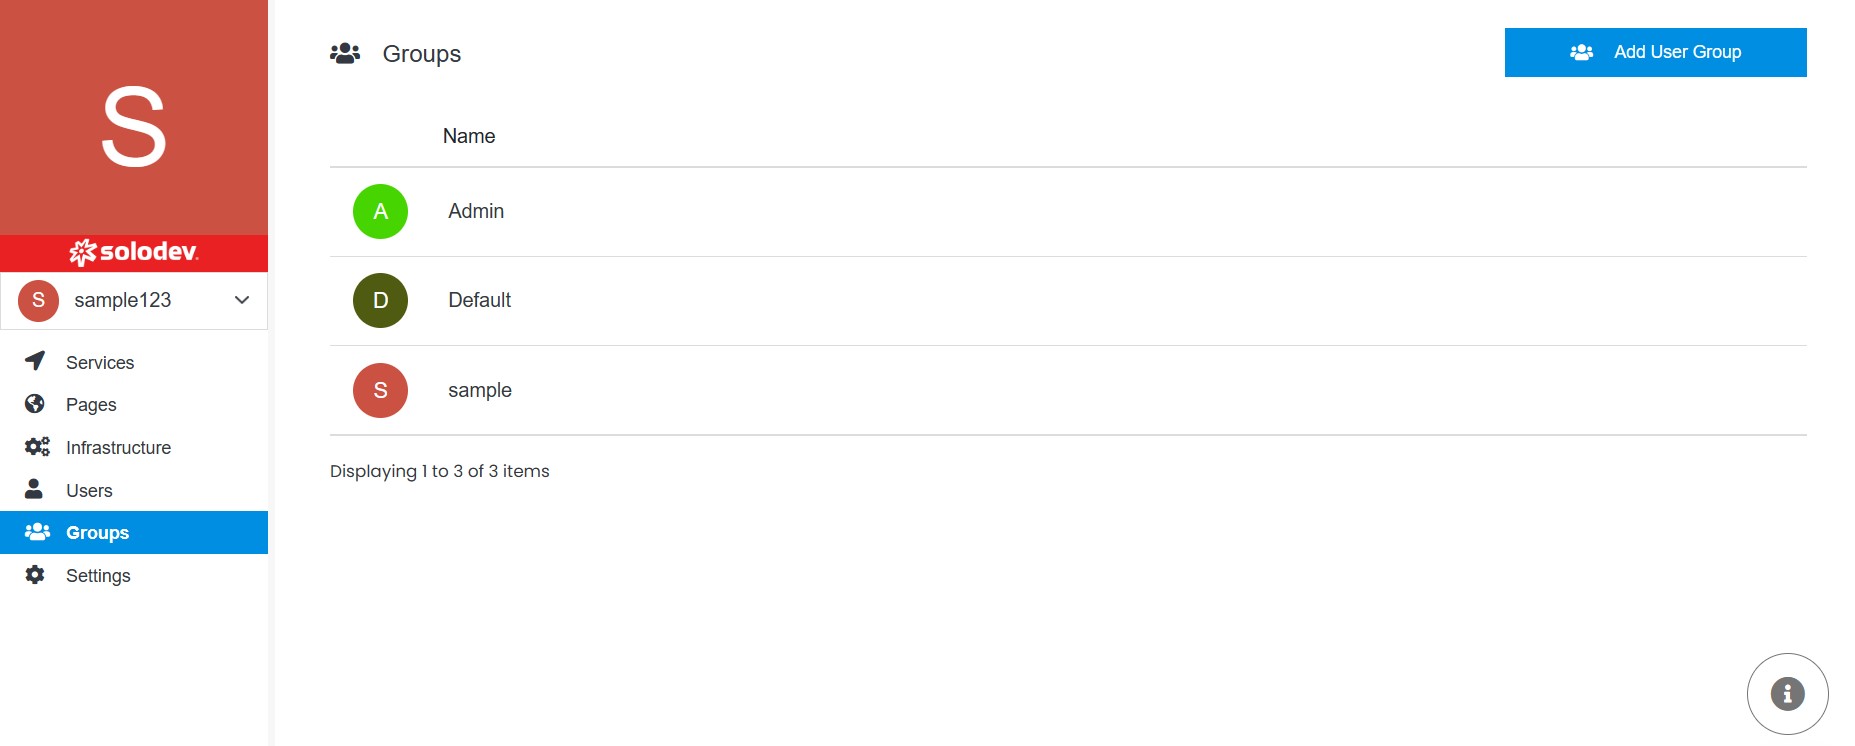 S
solodev
S sample123
Services
Pages
Infrastructure
Users
Groups
Settings
Groups
Add User Group
Name
A Admin
D Default
S sample
Displaying 1 to 3 of 3 items